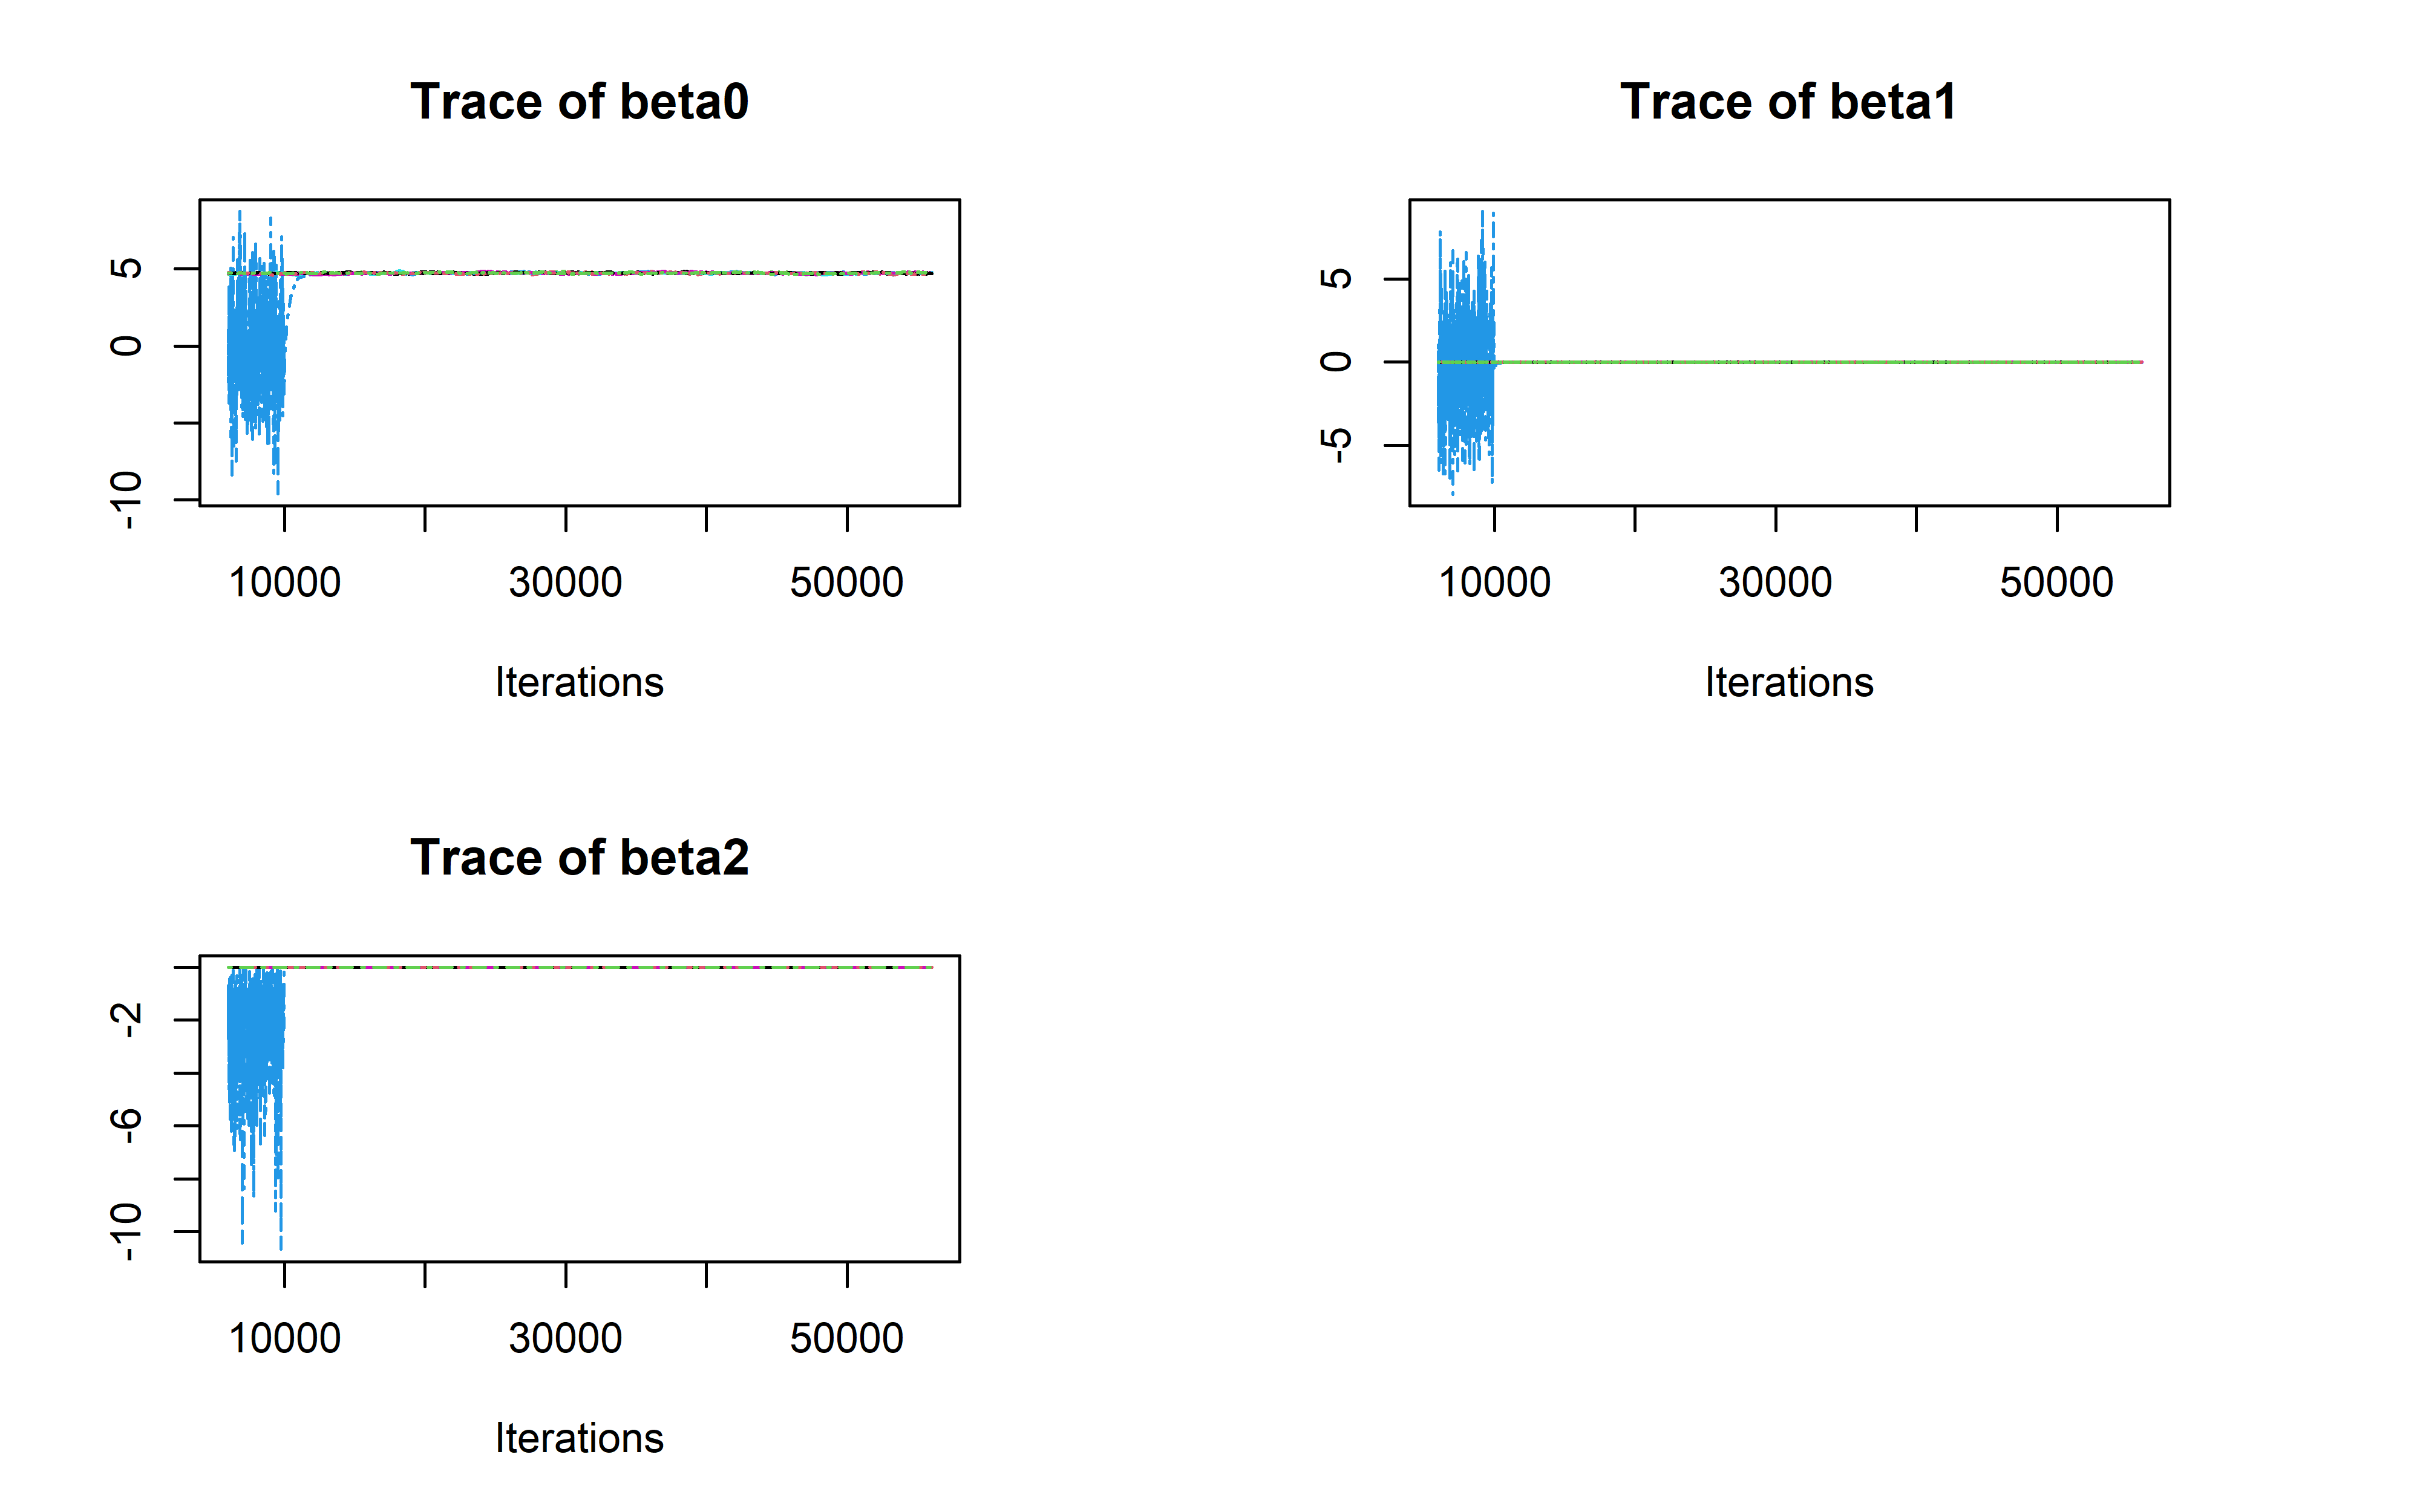 Trace of beta0
5
0
-10
10000 30000 50000
Iterations
Trace of beta1
5
0
-5
10000 30000 50000
Iterations
Trace of beta2
-2
-6
-10
10000 30000 50000
Iterations